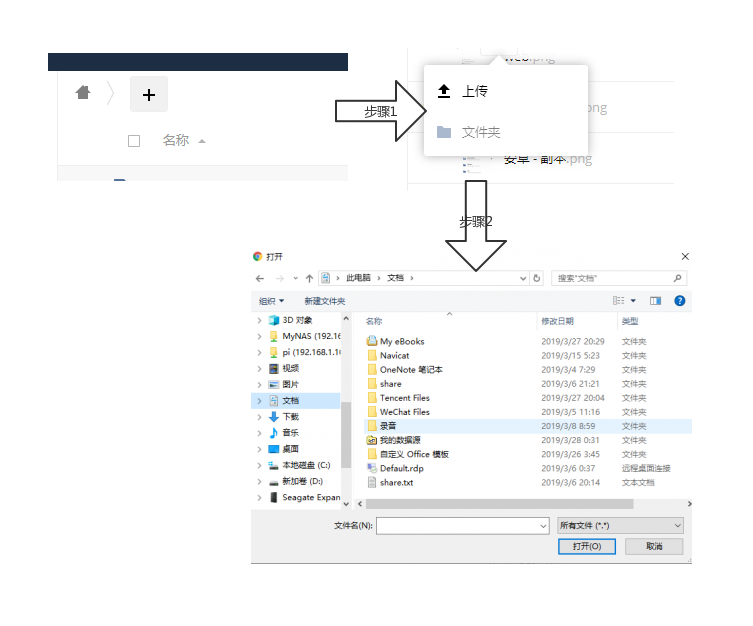 名称
步骤1
web.png
上传
png
文件夹
安卓 - 副本.png
步骤2
打开
此电脑 文档
搜索"文档"
组织 新建文件夹
3D 对象
MyNAS (192.16
pi (192.168.1.10
视频
图片
文档
下载
音乐
桌面
本地磁盘 (C:)
新加卷 (D:)
Seagate Expan
名称 修改日期 类型
My eBooks 2019/3/27 20:29 文件夹
Navicat 2019/3/15 5:23 文件夹
OneNote 笔记本 2019/3/4 7:29 文件夹
share 2019/3/6 21:21 文件夹
Tencent Files 2019/3/27 20:04 文件夹
WeChat Files 2019/3/5 11:16 文件夹
录音 2019/3/8 8:59 文件夹
我的数据源 2019/3/28 0:31 文件夹
自定义 Office 模板 2019/3/26 3:45 文件夹
Default.rdp 2019/3/6 0:37 远程桌面连接
share.txt 2019/3/6 20:14 文本文档
文件名(N): 所有文件 (*.*)
打开(O) 取消